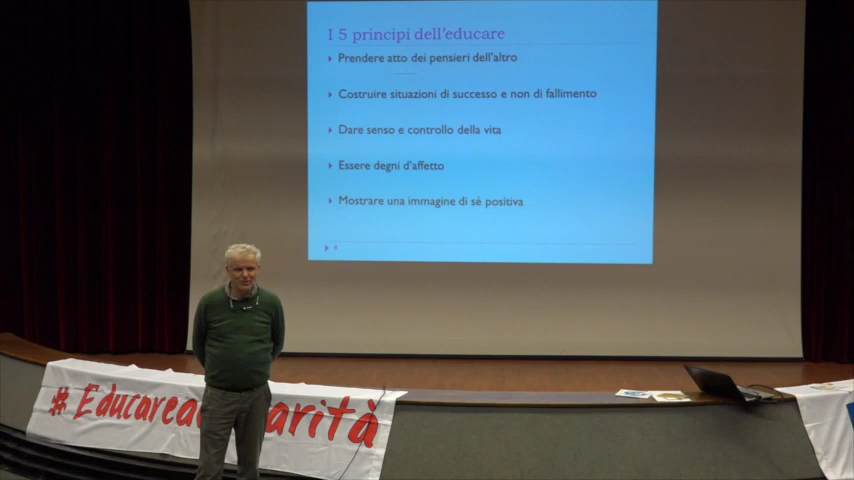 I 5 principi dell'educare
Prendere atto dei pensieri dell'altro
Costruire situazioni di successo e non di fallimento
Dare senso e controllo della vita
Essere degni d'affetto
Mostrare una immagine di sè positiva
# Educarea arità